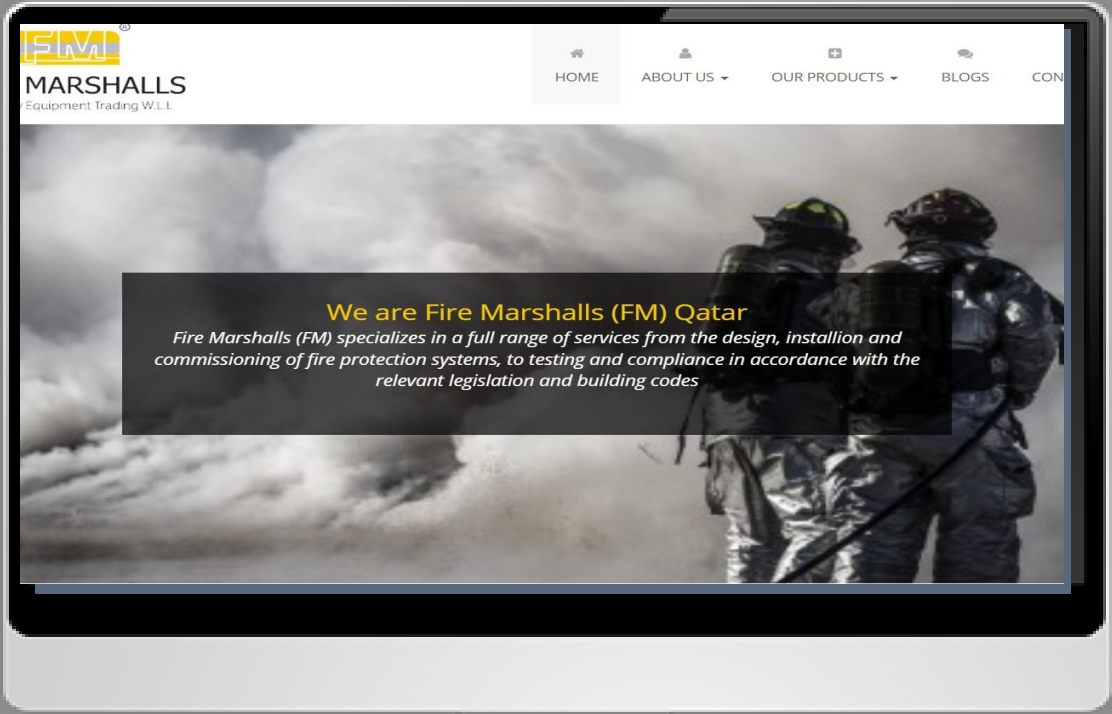 FM ®
MARSHALLS
Equipment Trading W.L.L
HOME ABOUT US OUR PRODUCTS BLOGS CON
We are Fire Marshalls (FM) Qatar
Fire Marshalls (FM) specializes in a full range of services from the design, installion and
commissioning of fire protection systems, to testing and compliance in accordance with the
relevant legislation and building codes